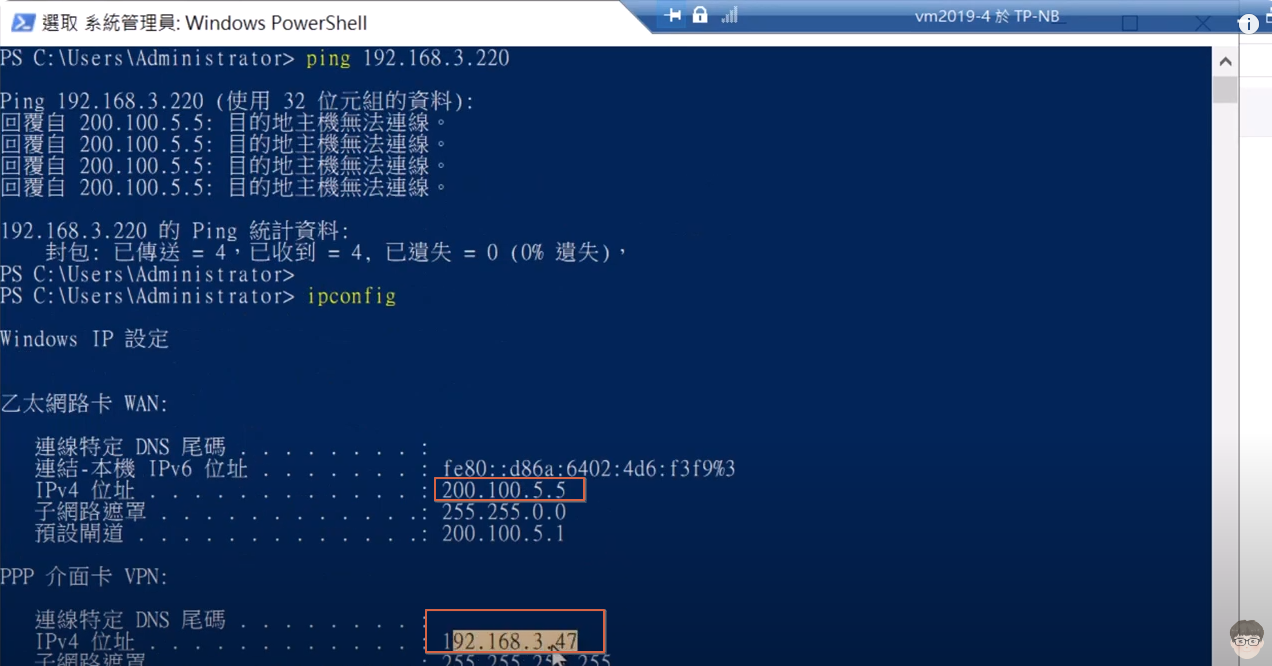 選取 系統管理員: Windows PowerShell
vm2019-4 於 TP-NB
PS C:\Users\Administrator> ping 192.168.3.220
Ping 192.168.3.220 (使用 32 位元組的資料):
回覆自 200.100.5.5: 目的地主機無法連線。
回覆自 200.100.5.5: 目的地主機無法連線。
回覆自 200.100.5.5: 目的地主機無法連線。
回覆自 200.100.5.5: 目的地主機無法連線。
192.168.3.220 的 Ping 統計資料:
封包: 已傳送 = 4，已收到 = 4, 已遺失 = 0 (0% 遺失)，
PS C:\Users\Administrator>
PS C:\Users\Administrator> ipconfig
Windows IP 設定
乙太網路卡 WAN:
連線特定 DNS 尾碼 . . . . . . . . :
連結-本機 IPv6 位址 . . . . . . . : fe80::d86a:6402:4d6:f3f9%3
IPv4 位址 . . . . . . . . . . . . : 200.100.5.5
子網路遮罩 . . . . . . . . . . . .: 255.255.0.0
預設閘道 . . . . . . . . . . . . .: 200.100.5.1
PPP 介面卡 VPN:
連線特定 DNS 尾碼 . . . . . . . . :
IPv4 位址 . . . . . . . . . . . . : 192.168.3.47
子網路遮罩 . . . . . . . . . . . .: 255.255.255.255